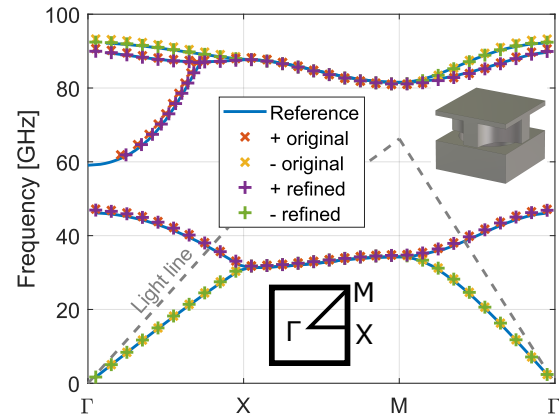 100
80
60
40
20
0
Frequency [GHz]
Reference
+ original
- original
+ refined
- refined
Light line
M
Γ
X
Γ X M Γ